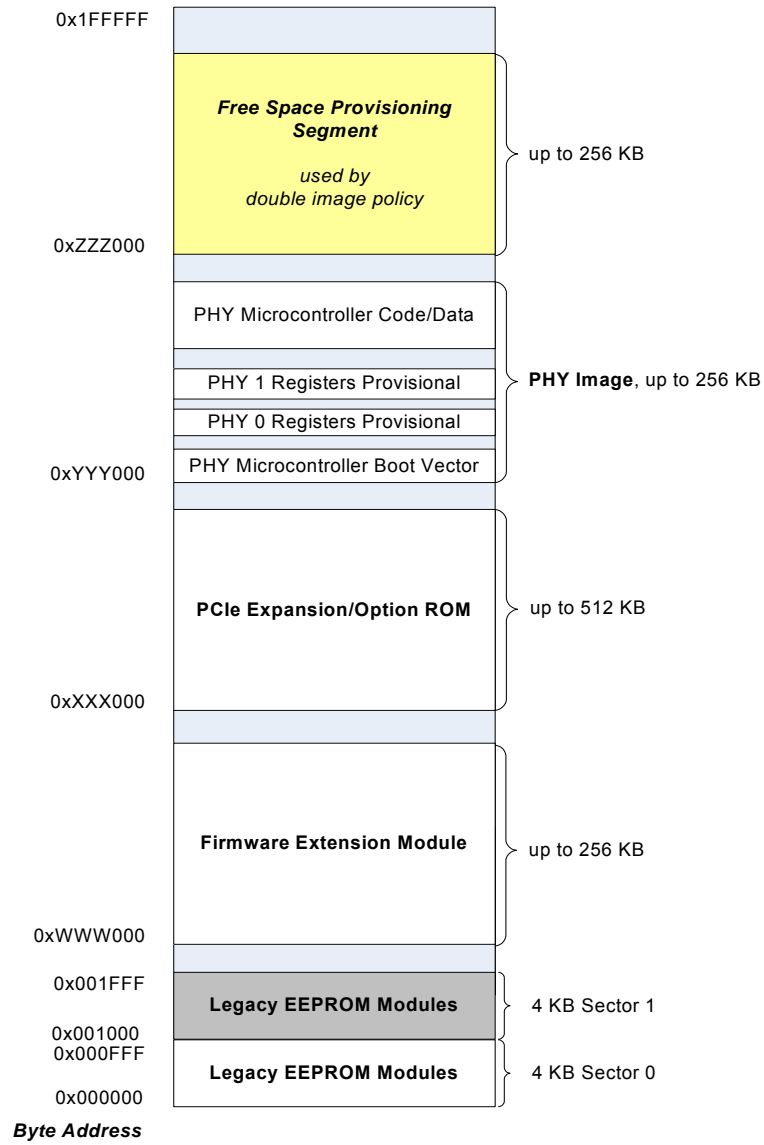 0x1FFFFF
Free Space Provisioning
Segment
used by
double image policy
up to 256 KB
0xZZZ000
PHY Microcontroller Code/Data
PHY 1 Registers Provisional
PHY Image, up to 256 KB
PHY 0 Registers Provisional
PHY Microcontroller Boot Vector
0xYYY000
PCIe Expansion/Option ROM
up to 512 KB
0xXXX000
Firmware Extension Module
up to 256 KB
0xWWW000
0x001FFF
Legacy EEPROM Modules
4 KB Sector 1
0x001000
0x000FFF
Legacy EEPROM Modules
4 KB Sector 0
0x000000
Byte Address